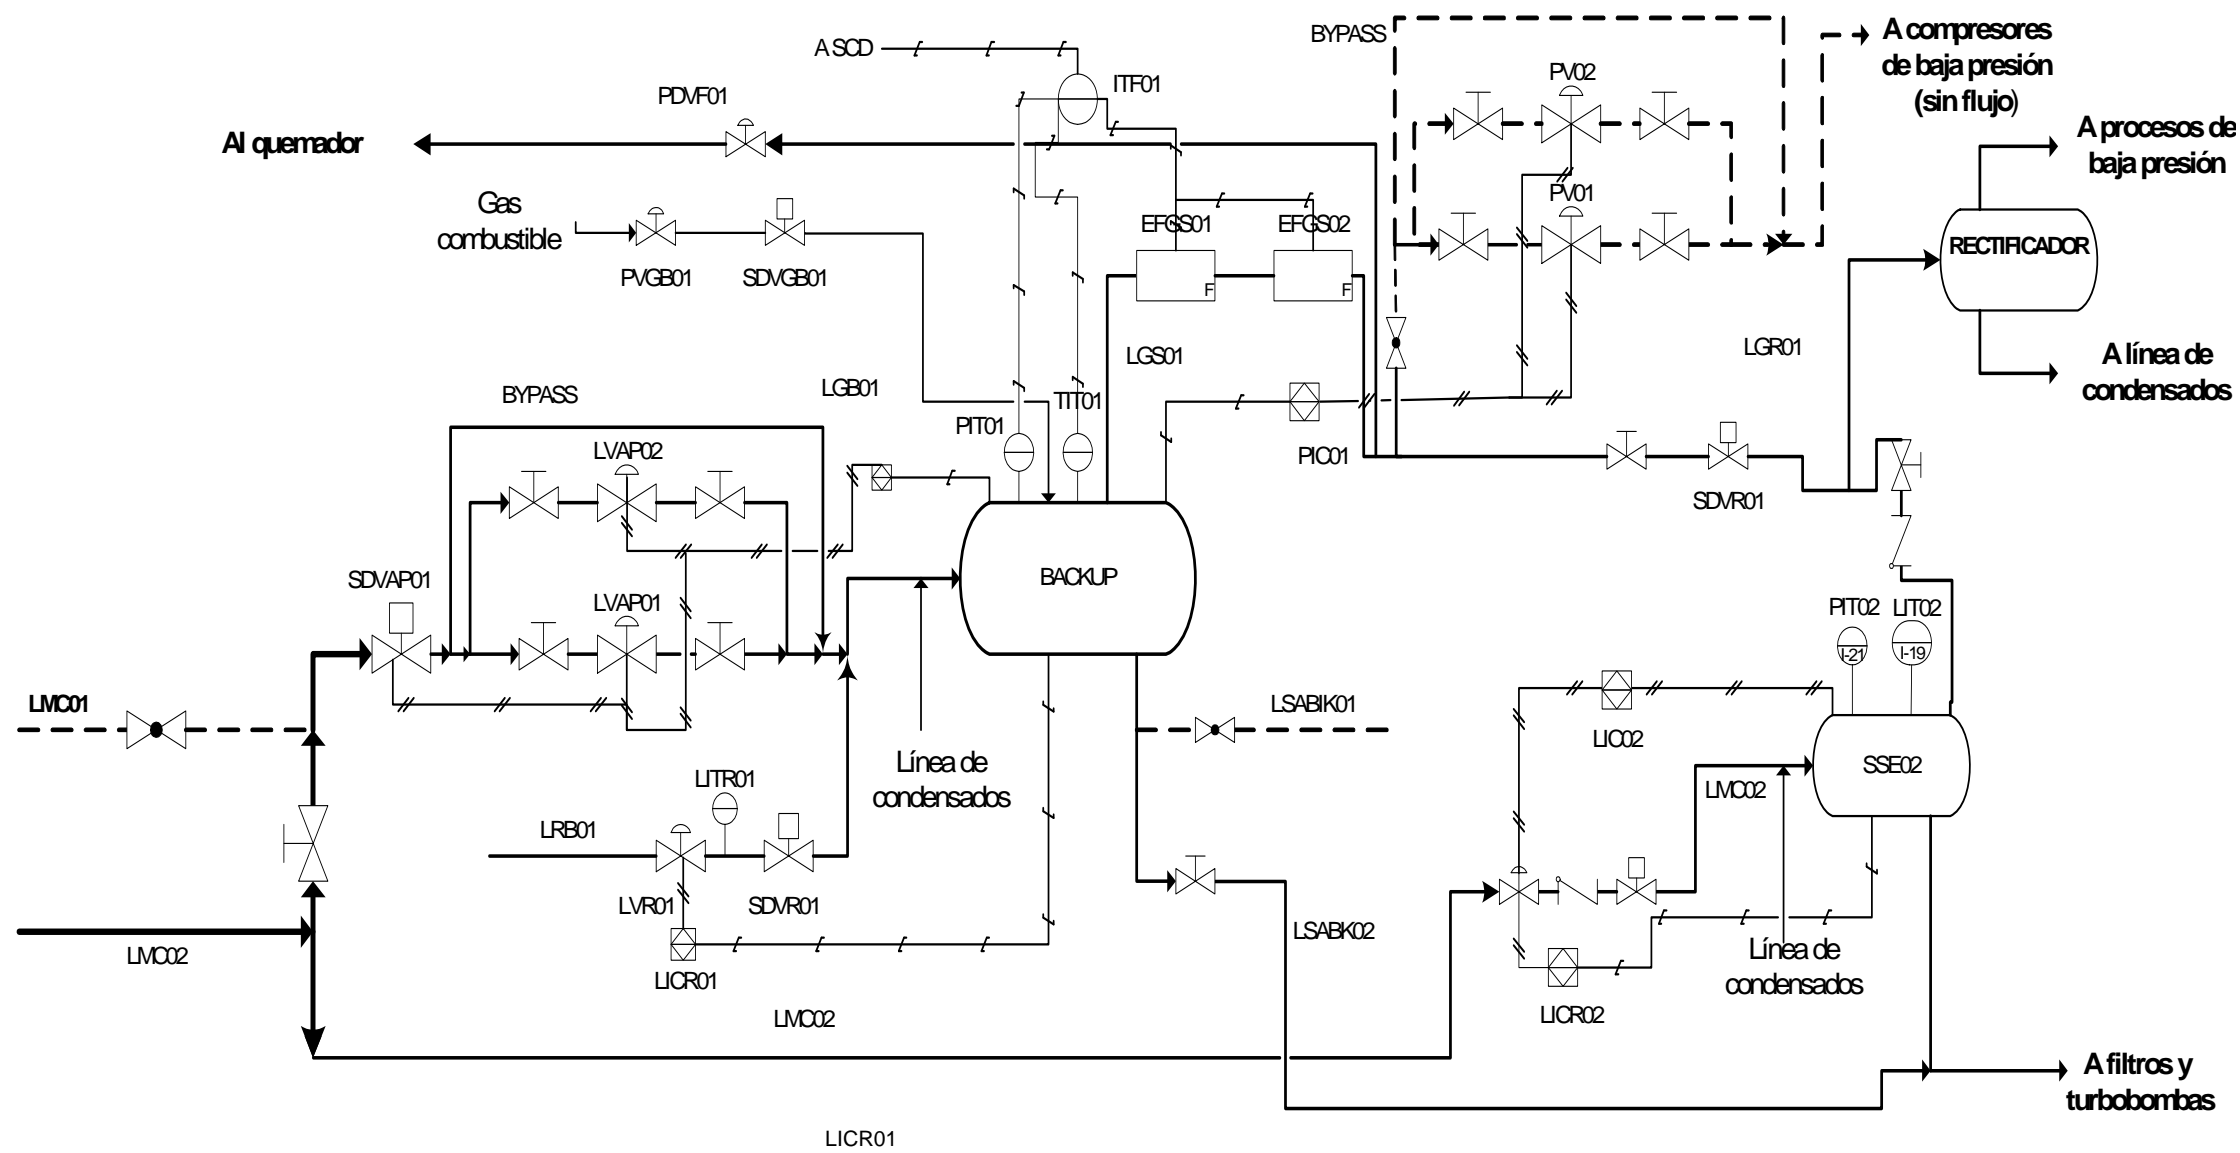 A SCD
ITF01
BYPASS
A compresores
de baja presión
(sin flujo)
PV02
PDVF01
Al quemador
A procesos de
baja presión
PV01
Gas
combustible
EFGS01
EFGS02
RECTIFICADOR
PVGB01
SDVGB01
F
F
LGS01
LGR01
A línea de
condensados
LGB01
BYPASS
PIT01
TIT01
PIC01
LVAP02
SDVR01
SDVAP01
LVAP01
BACKUP
PIT02
LIT02
I-21
I-19
LMC01
LSABIK01
LIC02
Línea de
condensados
LITR01
SSE02
LMC02
LRB01
LVR01
SDVR01
LSABK02
LMC02
LICR01
Línea de
condensados
LICR02
LMC02
A filtros y
turbobombas
LICR01